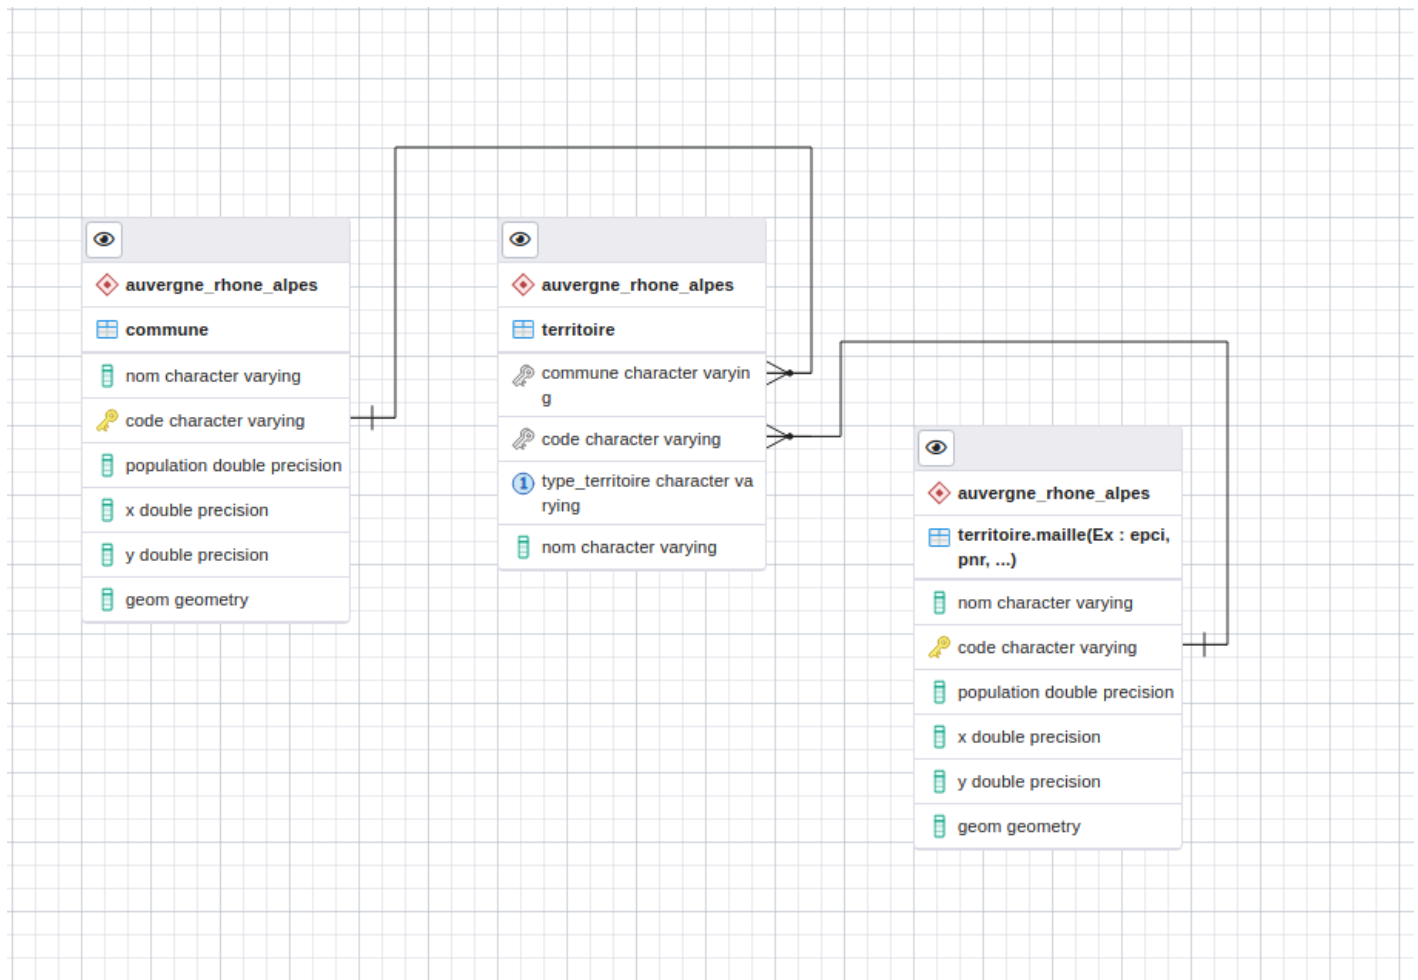 auvergne_rhone_alpes
commune
nom character varying
code character varying
population double precision
x double precision
y double precision
geom geometry
auvergne_rhone_alpes
territoire
commune character varyin
g
code character varying
1
type_territoire character va
rying
nom character varying
auvergne_rhone_alpes
territoire.maille(Ex : epci,
pnr, ...)
nom character varying
code character varying
population double precision
x double precision
y double precision
geom geometry